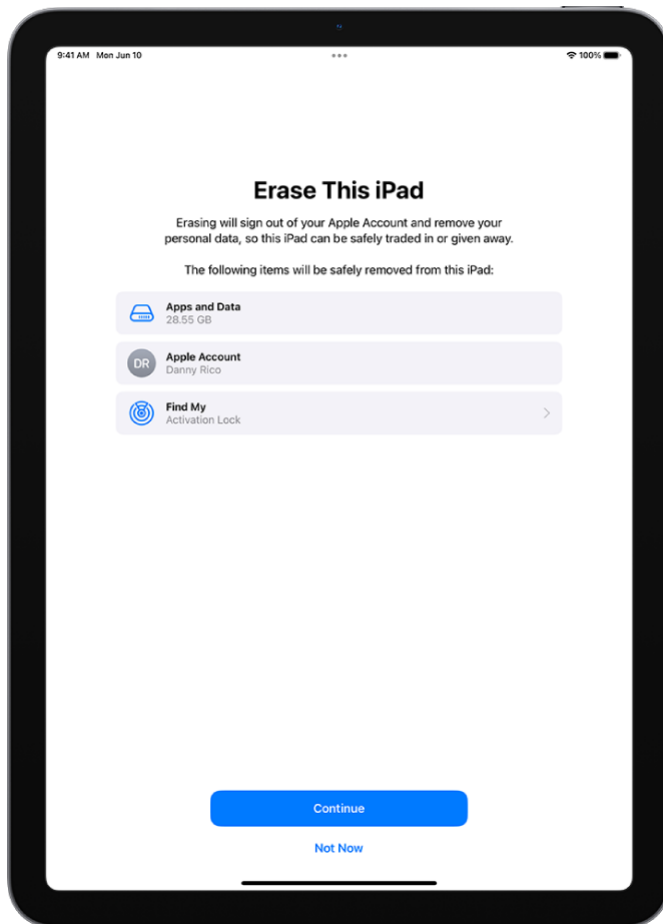 9:41 AM Mon Jun 10
100%
Erase This iPad
Erasing will sign out of your Apple Account and remove your
personal data, so this iPad can be safely traded in or given away.
The following items will be safely removed from this iPad:
Apps and Data
28.55 GB
DR
Apple Account
Danny Rico
Find My
Activation Lock
Continue
Not Now